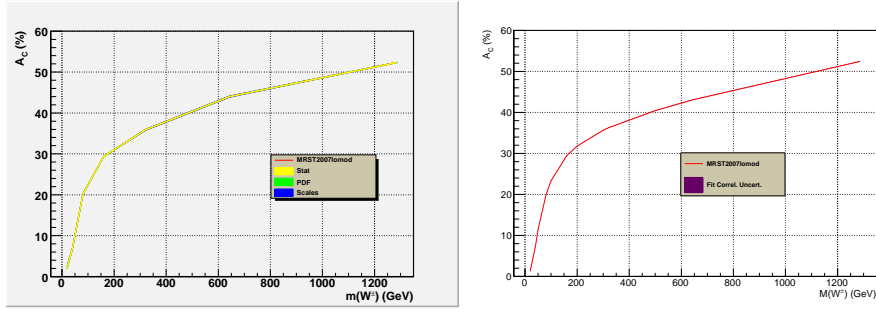 A_C (%)
60
50
40
30
20
10
0
MRST2007lomod
Stat
PDF
Scales
0 200 400 600 800 1000 1200
m(W±) (GeV)
A_C (%)
60
50
40
30
20
10
0
MRST2007lomod
Fit Correl. Uncert.
0 200 400 600 800 1000 1200
M(W±) (GeV)